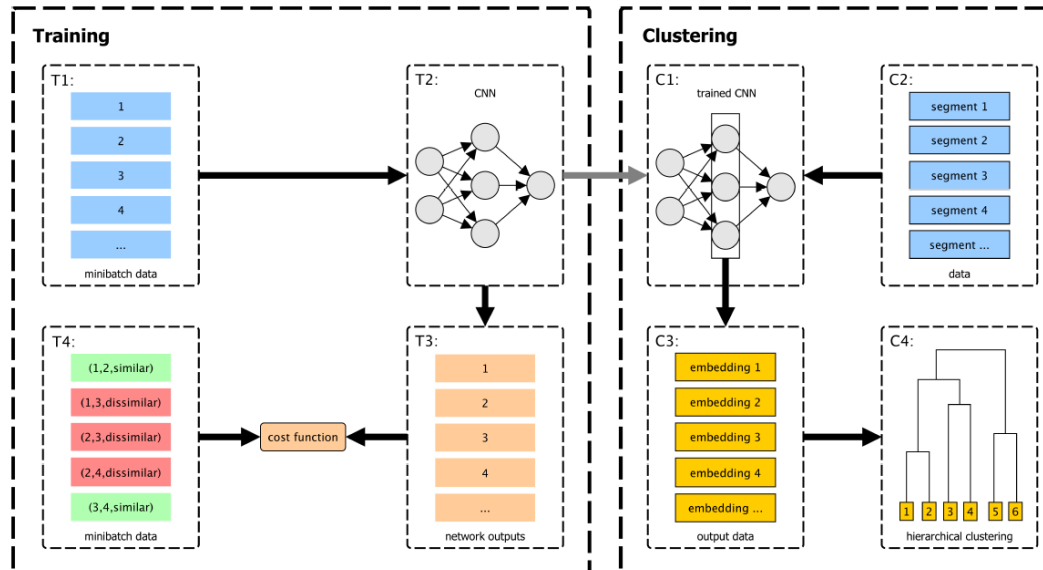 Training
T1:
1
2
3
4
...
minibatch data
T2:
CNN
T4:
(1,2,similar)
(1,3,dissimilar)
(2,3,dissimilar)
(2,4,dissimilar)
(3,4,similar)
minibatch data
cost function
T3:
1
2
3
4
...
network outputs
Clustering
C1:
trained CNN
C2:
segment 1
segment 2
segment 3
segment 4
segment ...
data
C3:
embedding 1
embedding 2
embedding 3
embedding 4
embedding ...
output data
C4:
1 2 3 4 5 6
hierarchical clustering